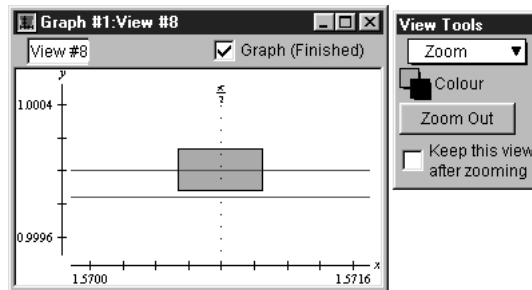 Graph #1:View #8
View #8
Graph (Finished)
y
1.0004
0.9996
x
1.5700
1.5716
View Tools
Zoom
Colour
Zoom Out
Keep this view
after zooming